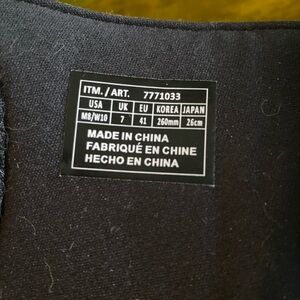 ITM. / ART. 7771033
USA UK EU KOREA JAPAN
M8/W10 7 41 260mm 26cm
MADE IN CHINA
FABRIQUÉ EN CHINE
HECHO EN CHINA